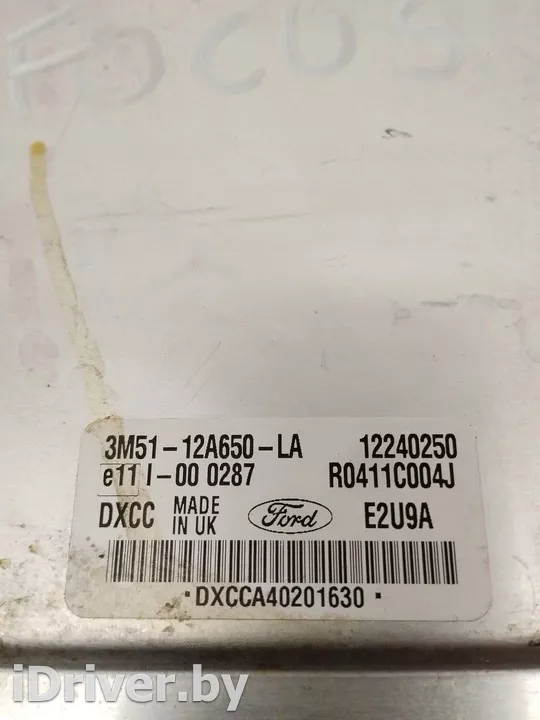 FOCUS
3M51-12A650-LA 12240250
e11 I-00 0287 R0411C004J
DXCC MADE IN UK Ford E2U9A
·DXCCA40201630·
iDriver.by